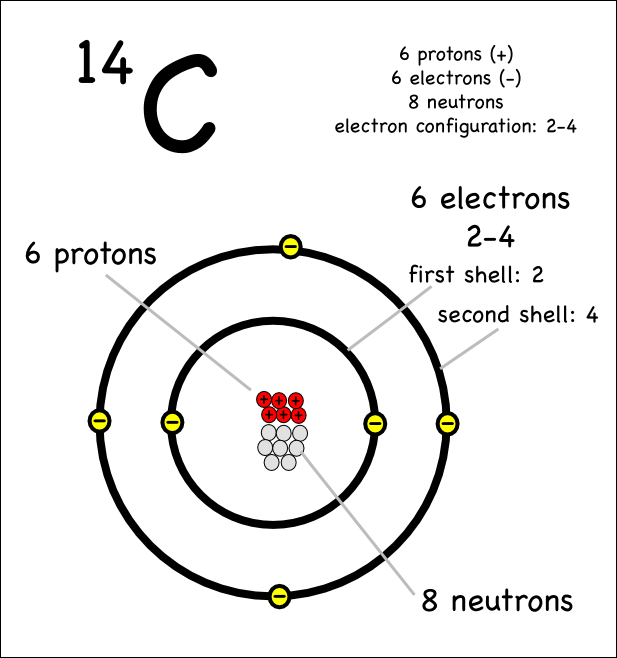 14
C
6 protons (+)
6 electrons (-)
8 neutrons
electron configuration: 2-4
6 electrons
2-4
first shell: 2
second shell: 4
6 protons
8 neutrons